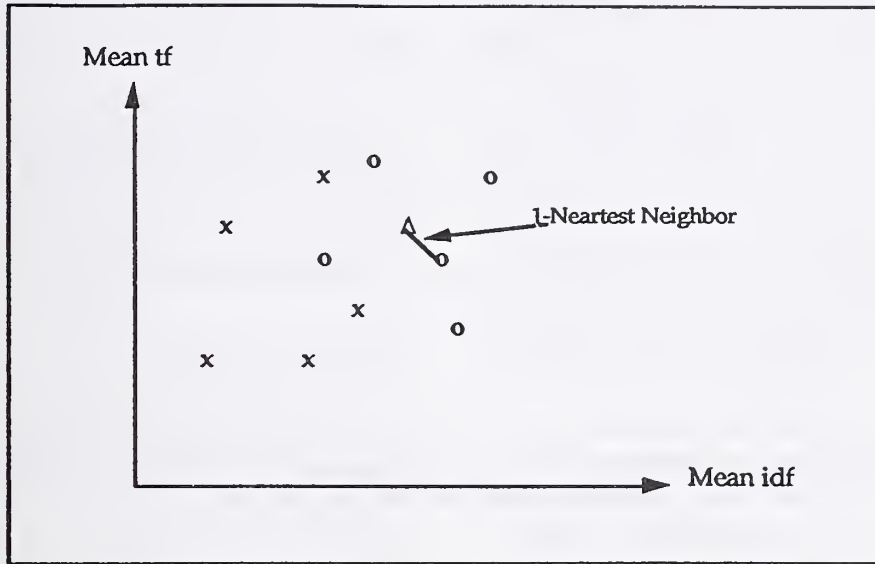 Mean tf
o
x
o
1-Neartest Neighbor
x
Δ
o
o
x
o
x
x
Mean idf